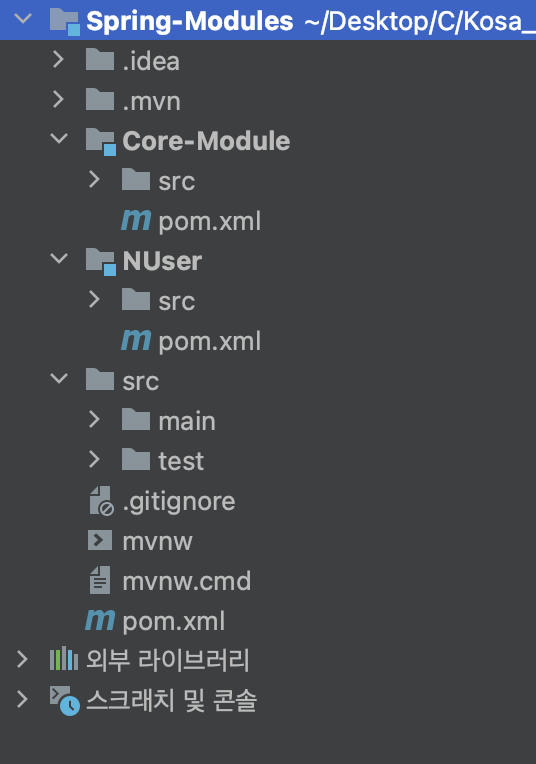 Spring-Modules ~/Desktop/C/Kosa_
.idea
.mvn
Core-Module
src
pom.xml
NUser
src
pom.xml
src
main
test
.gitignore
mvnw
mvnw.cmd
pom.xml
외부 라이브러리
스크래치 및 콘솔